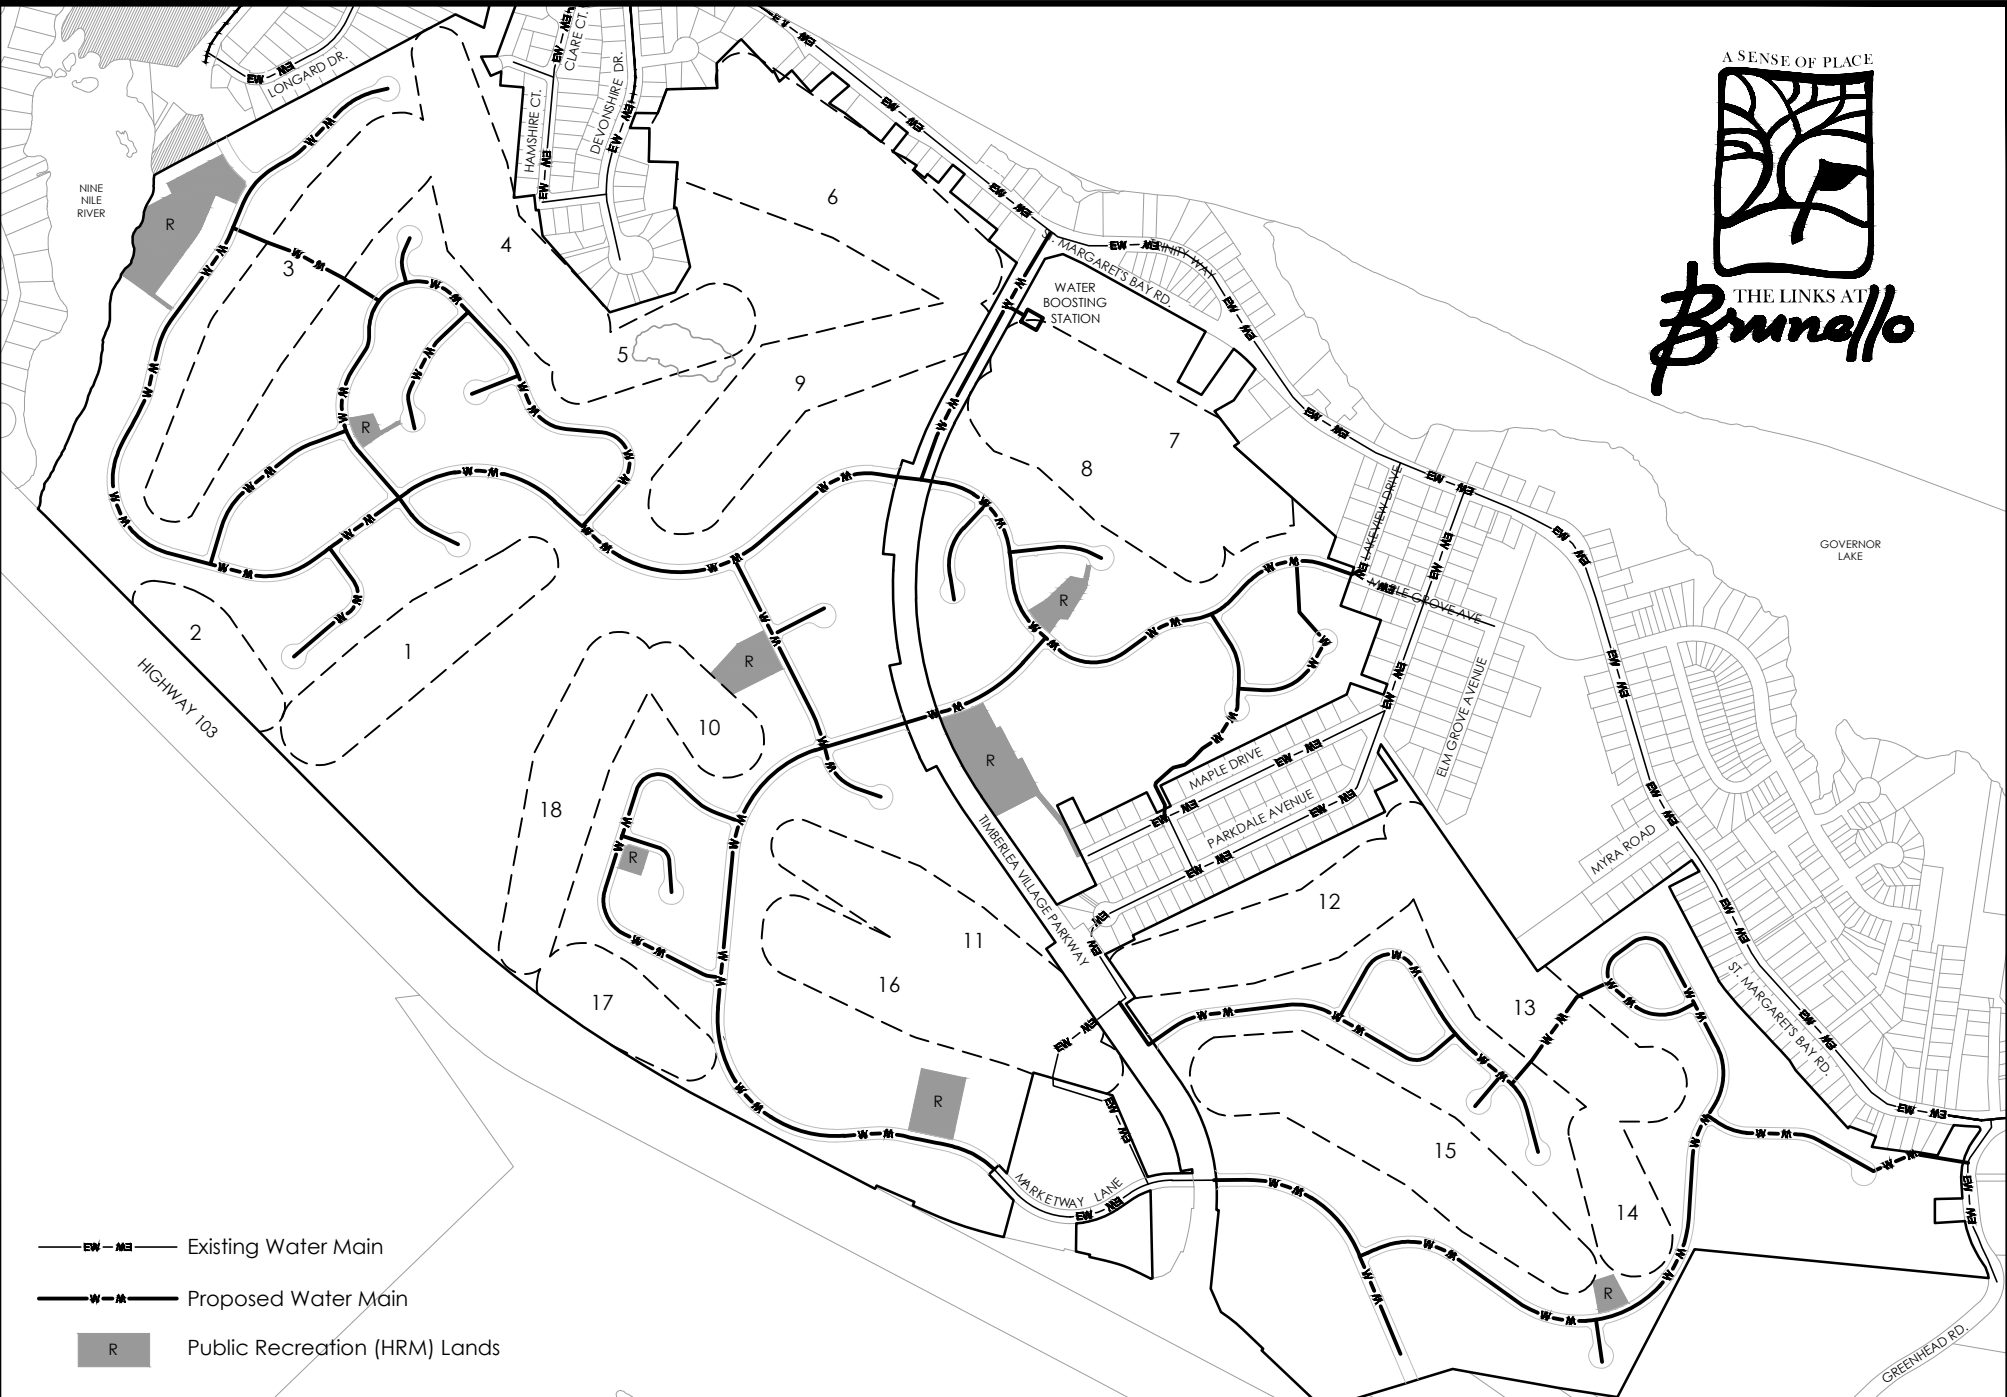 A SENSE OF PLACE
THE LINKS AT
Brunello
LONGARD DR.
CLARE CT.
HAMSHIRE CT.
DEVONSHIRE DR.
NINE
NILE
RIVER
R
3
4
6
ST. MARGARET'S BAY RD.
TRINITY WAY
WATER
BOOSTING
STATION
5
9
7
8
R
LAKEVIEW DRIVE
MAPLE GROVE AVE
ELM GROVE AVENUE
GOVERNOR
LAKE
2
1
HIGHWAY 103
R
R
10
R
MAPLE DRIVE
PARKDALE AVENUE
MYRA ROAD
18
R
TIMBERLEA VILLAGE PARKWAY
12
11
16
17
13
ST. MARGARETS BAY RD.
R
15
14
MARKETWAY LANE
R
GREENHEAD RD.
EW EW Existing Water Main
W W Proposed Water Main
R Public Recreation (HRM) Lands